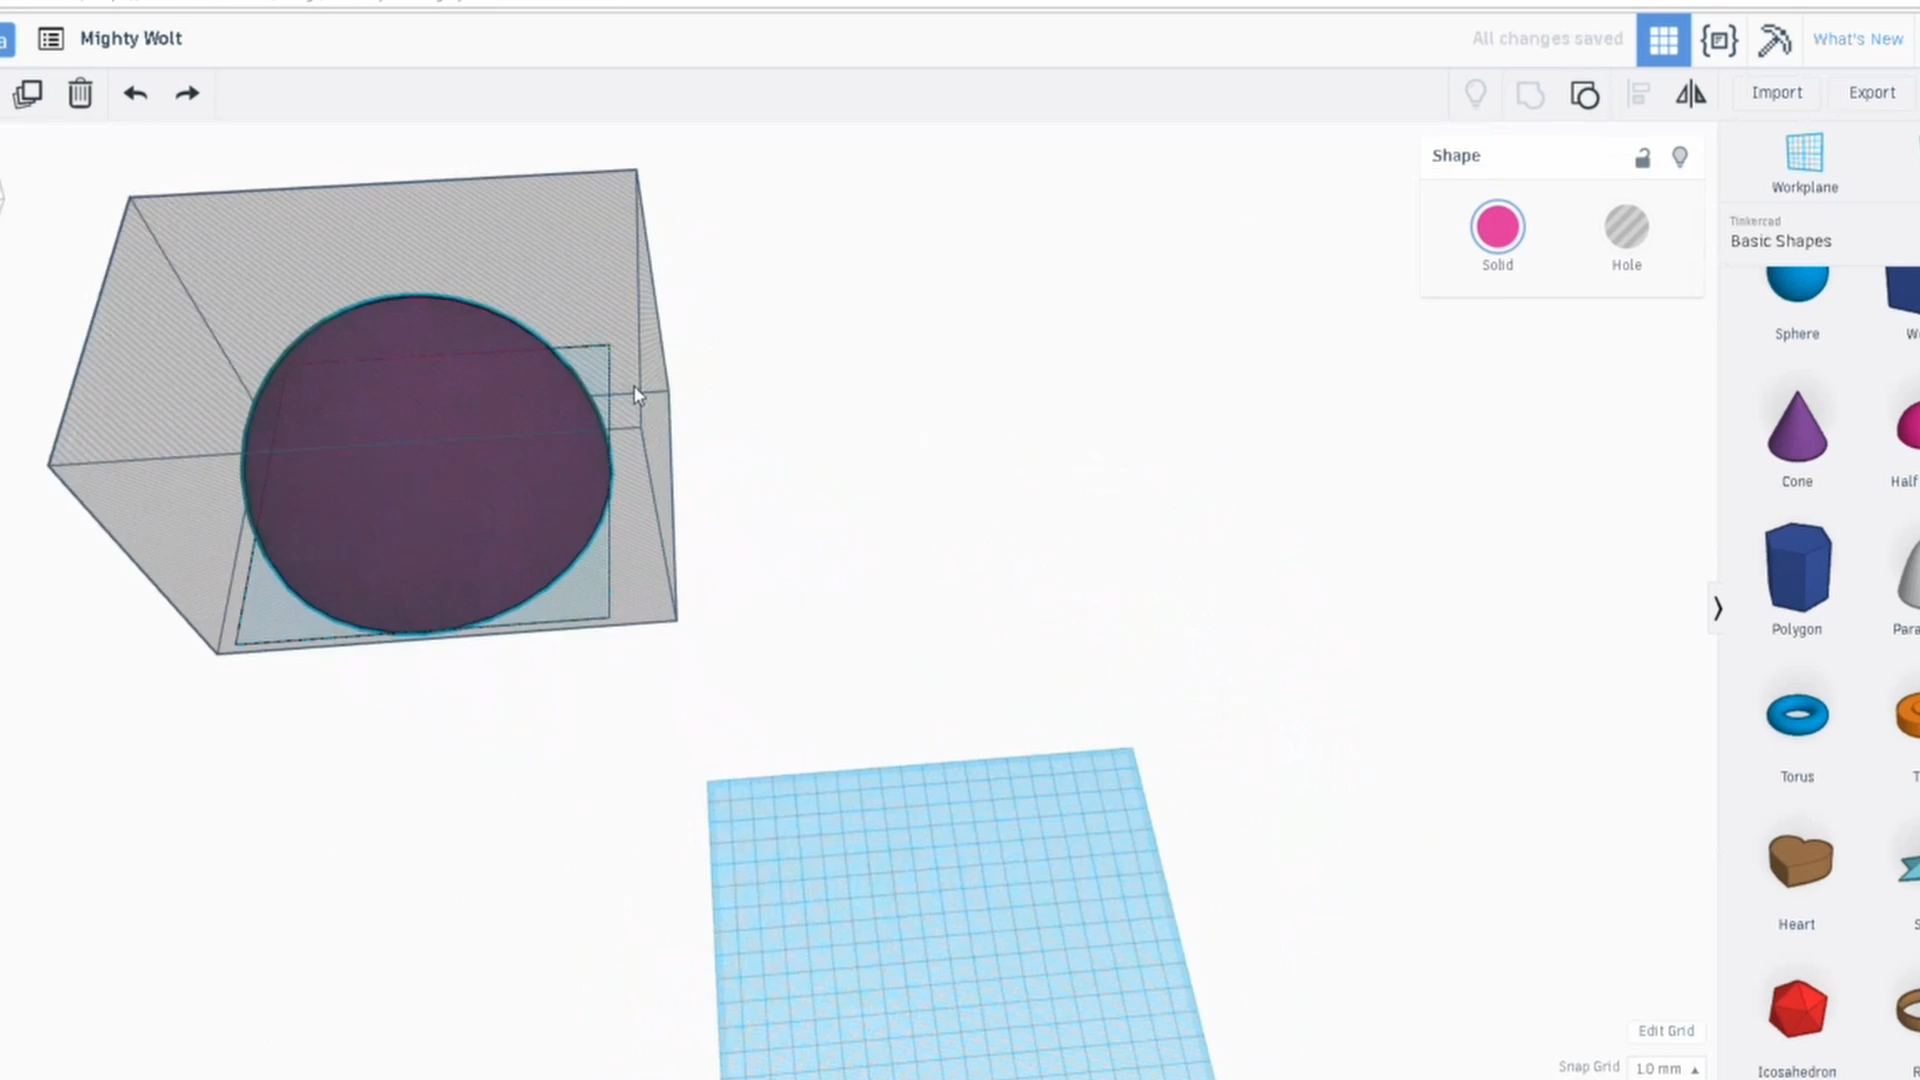 Mighty Wolt
All changes saved
What's New
Import
Export
Shape
Solid
Hole
Workplane
Tinkercad
Basic Shapes
Sphere
Cone
Half
Polygon
Para
Torus
Heart
Icosahedron
Edit Grid
Snap Grid
1.0 mm